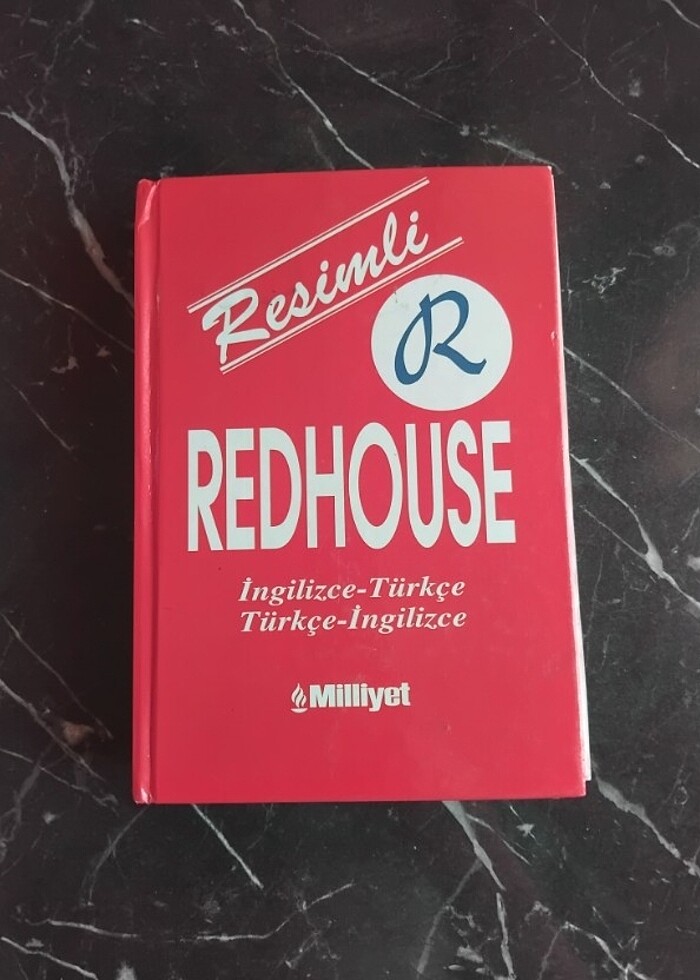 Resimli
R
REDHOUSE
İngilizce-Türkçe
Türkçe-İngilizce
Milliyet